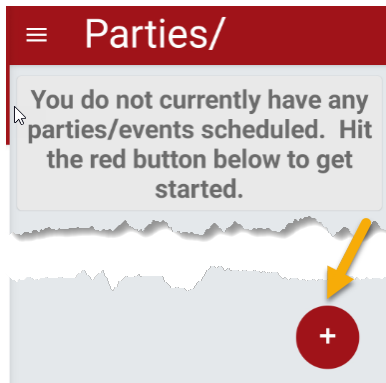 Parties/
You do not currently have any
parties/events scheduled.  Hit
the red button below to get
started.
+